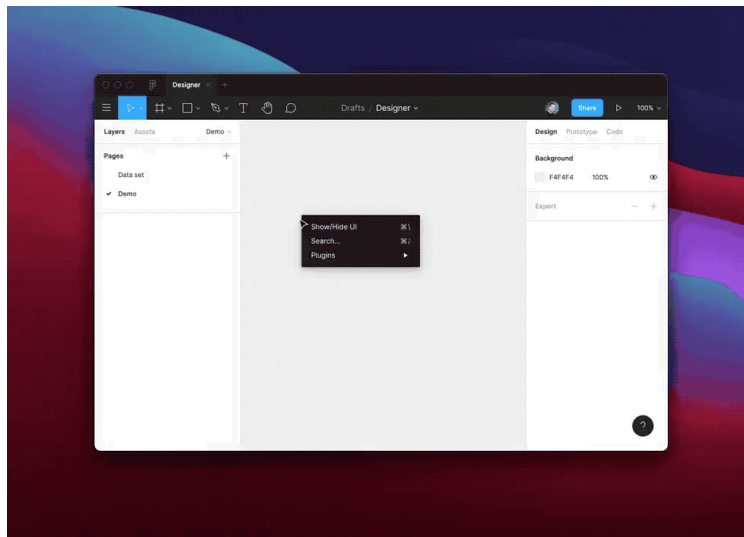 Designer
Drafts / Designer
Share
100%
Layers Assets Demo
Pages
Data set
Demo
Show/Hide UI ⌘\
Search... ⌘/
Plugins
Design Prototype Code
Background
F4F4F4 100%
Export
?